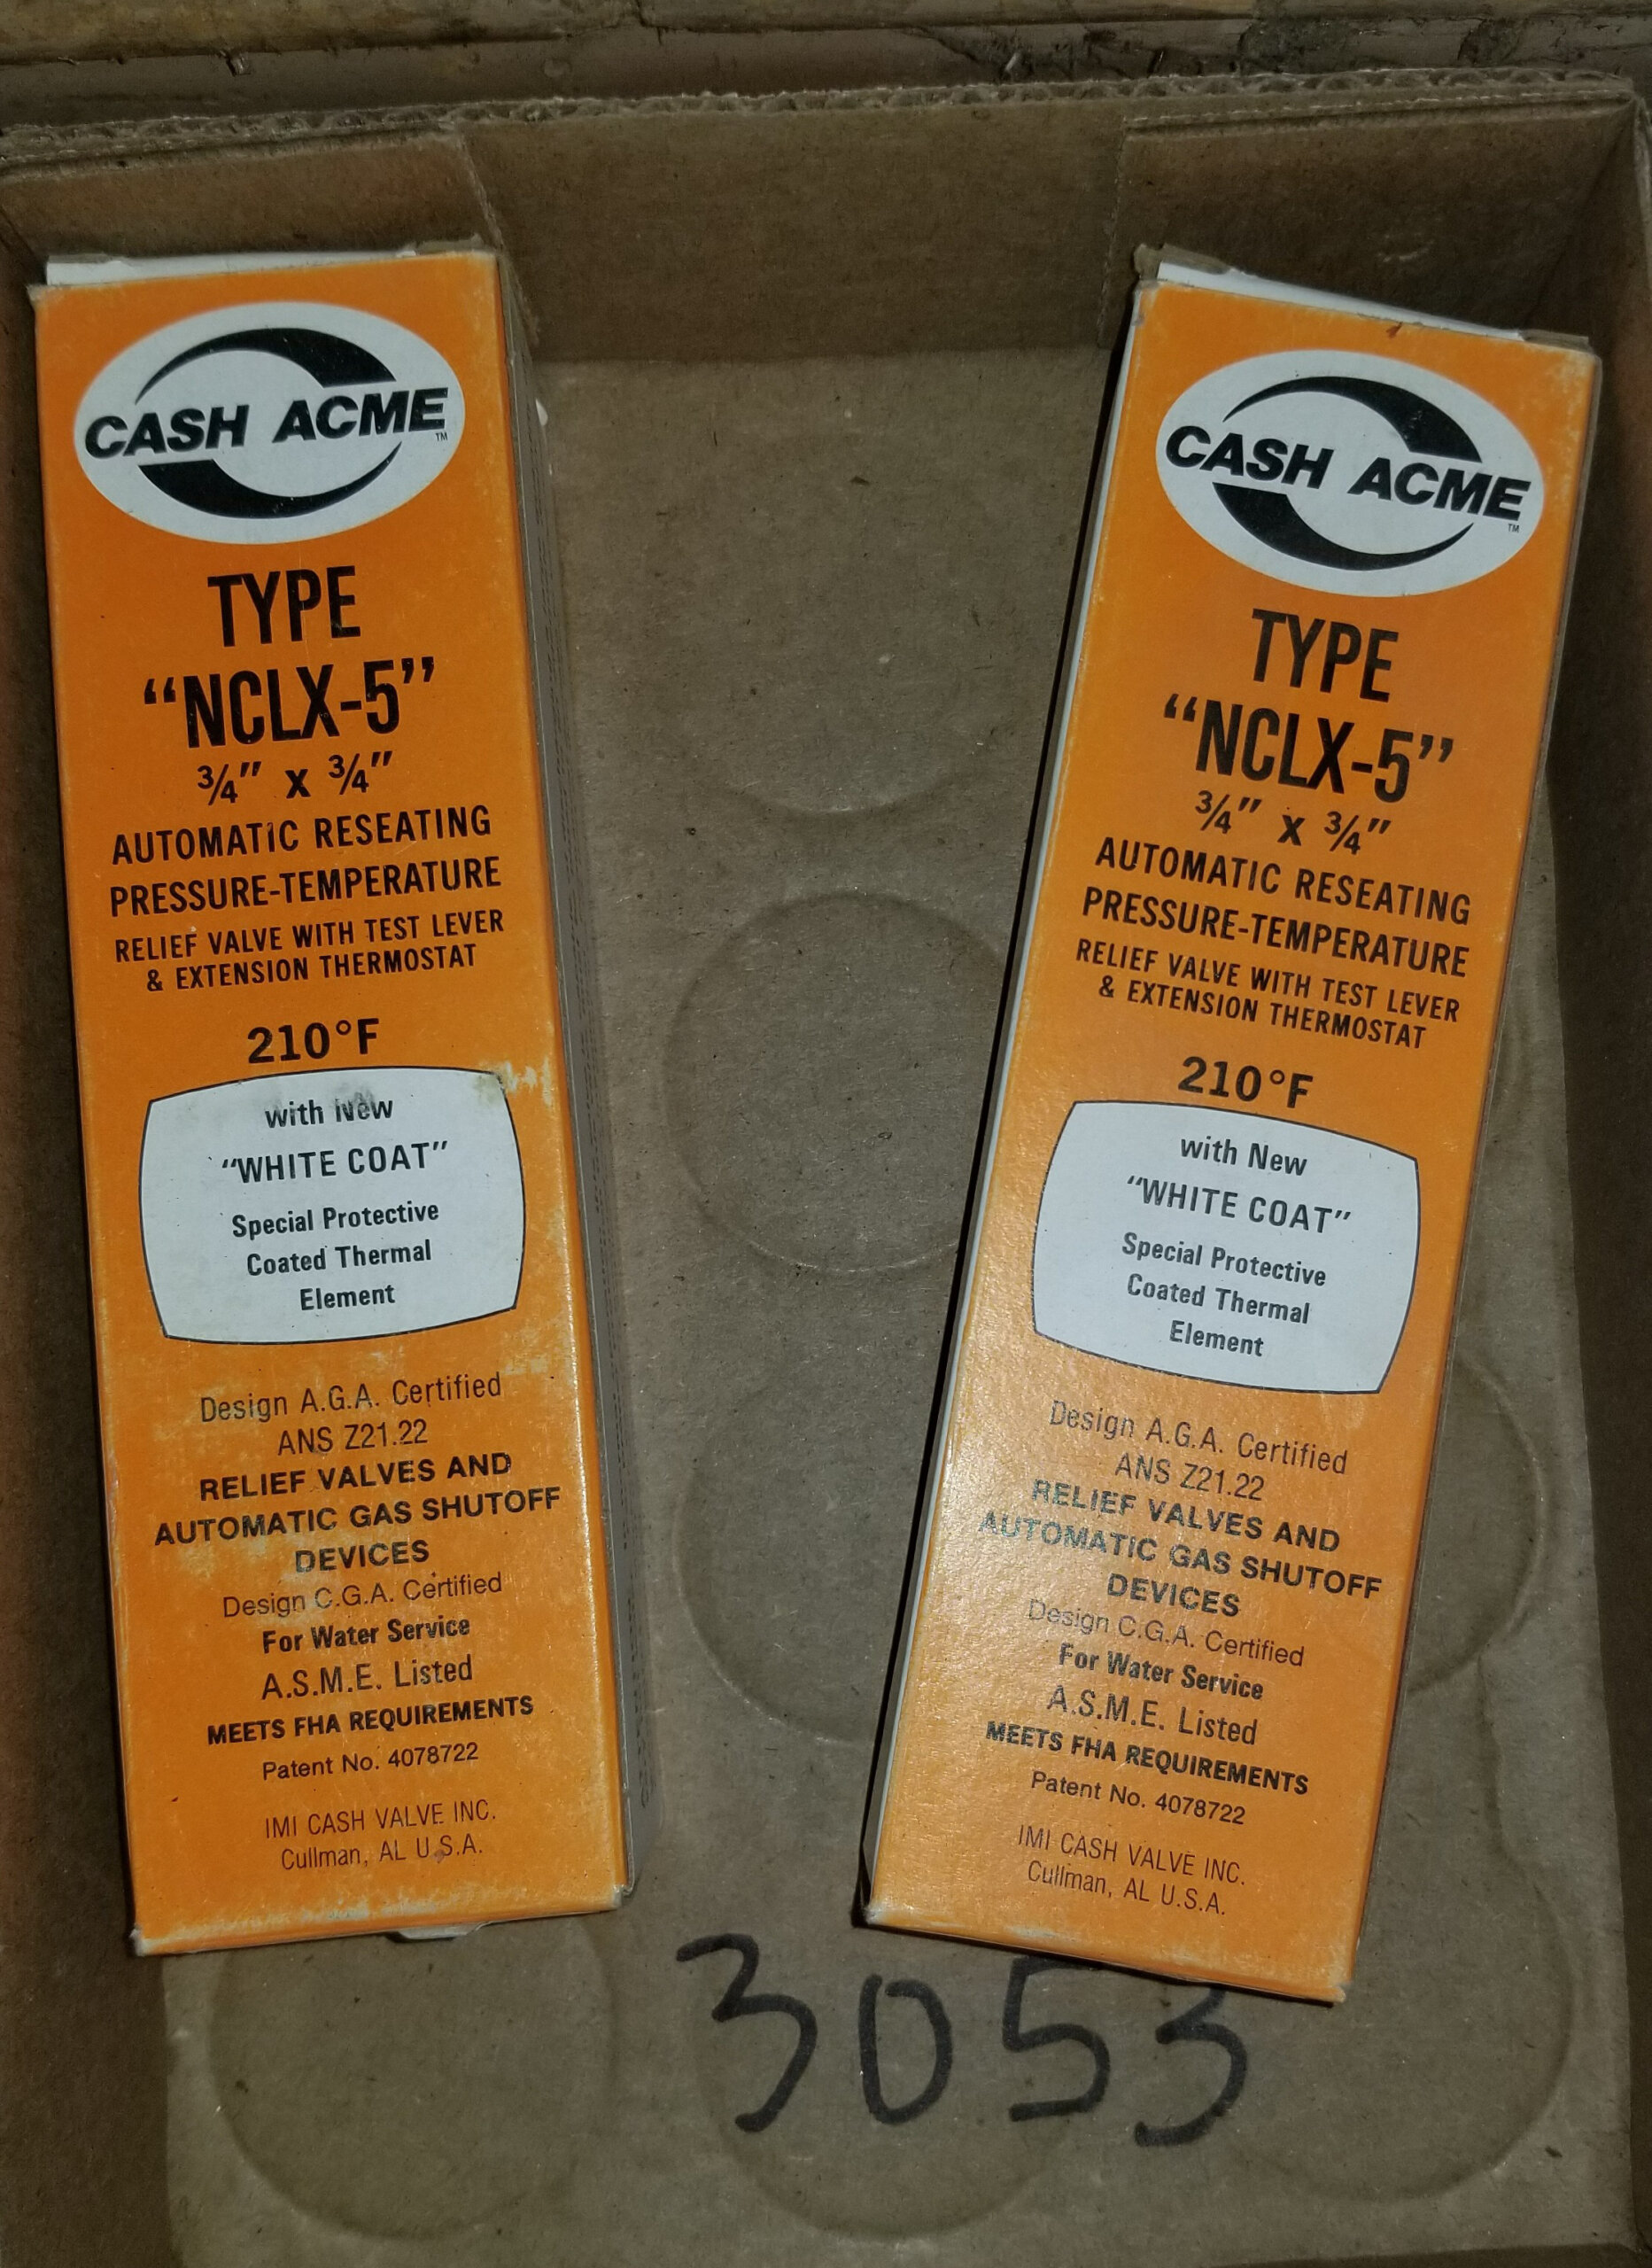 CASH ACME
TM
TYPE
“NCLX-5”
3/4" X 3/4"
AUTOMATIC RESEATING
PRESSURE-TEMPERATURE
RELIEF VALVE WITH TEST LEVER
& EXTENSION THERMOSTAT
210°F
with New
"WHITE COAT"
Special Protective
Coated Thermal
Element
Design A.G.A. Certified
ANS Z21.22
RELIEF VALVES AND
AUTOMATIC GAS SHUTOFF
DEVICES
Design C.G.A. Certified
For Water Service
A.S.M.E. Listed
MEETS FHA REQUIREMENTS
Patent No. 4078722
IMI CASH VALVE INC.
Cullman, AL U.S.A.
CASH ACME
TM
TYPE
“NCLX-5”
3/4" X 3/4"
AUTOMATIC RESEATING
PRESSURE-TEMPERATURE
RELIEF VALVE WITH TEST LEVER
& EXTENSION THERMOSTAT
210°F
with New
"WHITE COAT"
Special Protective
Coated Thermal
Element
Design A.G.A. Certified
ANS Z21.22
RELIEF VALVES AND
AUTOMATIC GAS SHUTOFF
DEVICES
Design C.G.A. Certified
For Water Service
A.S.M.E. Listed
MEETS FHA REQUIREMENTS
Patent No. 4078722
IMI CASH VALVE INC.
Cullman, AL U.S.A.
3053